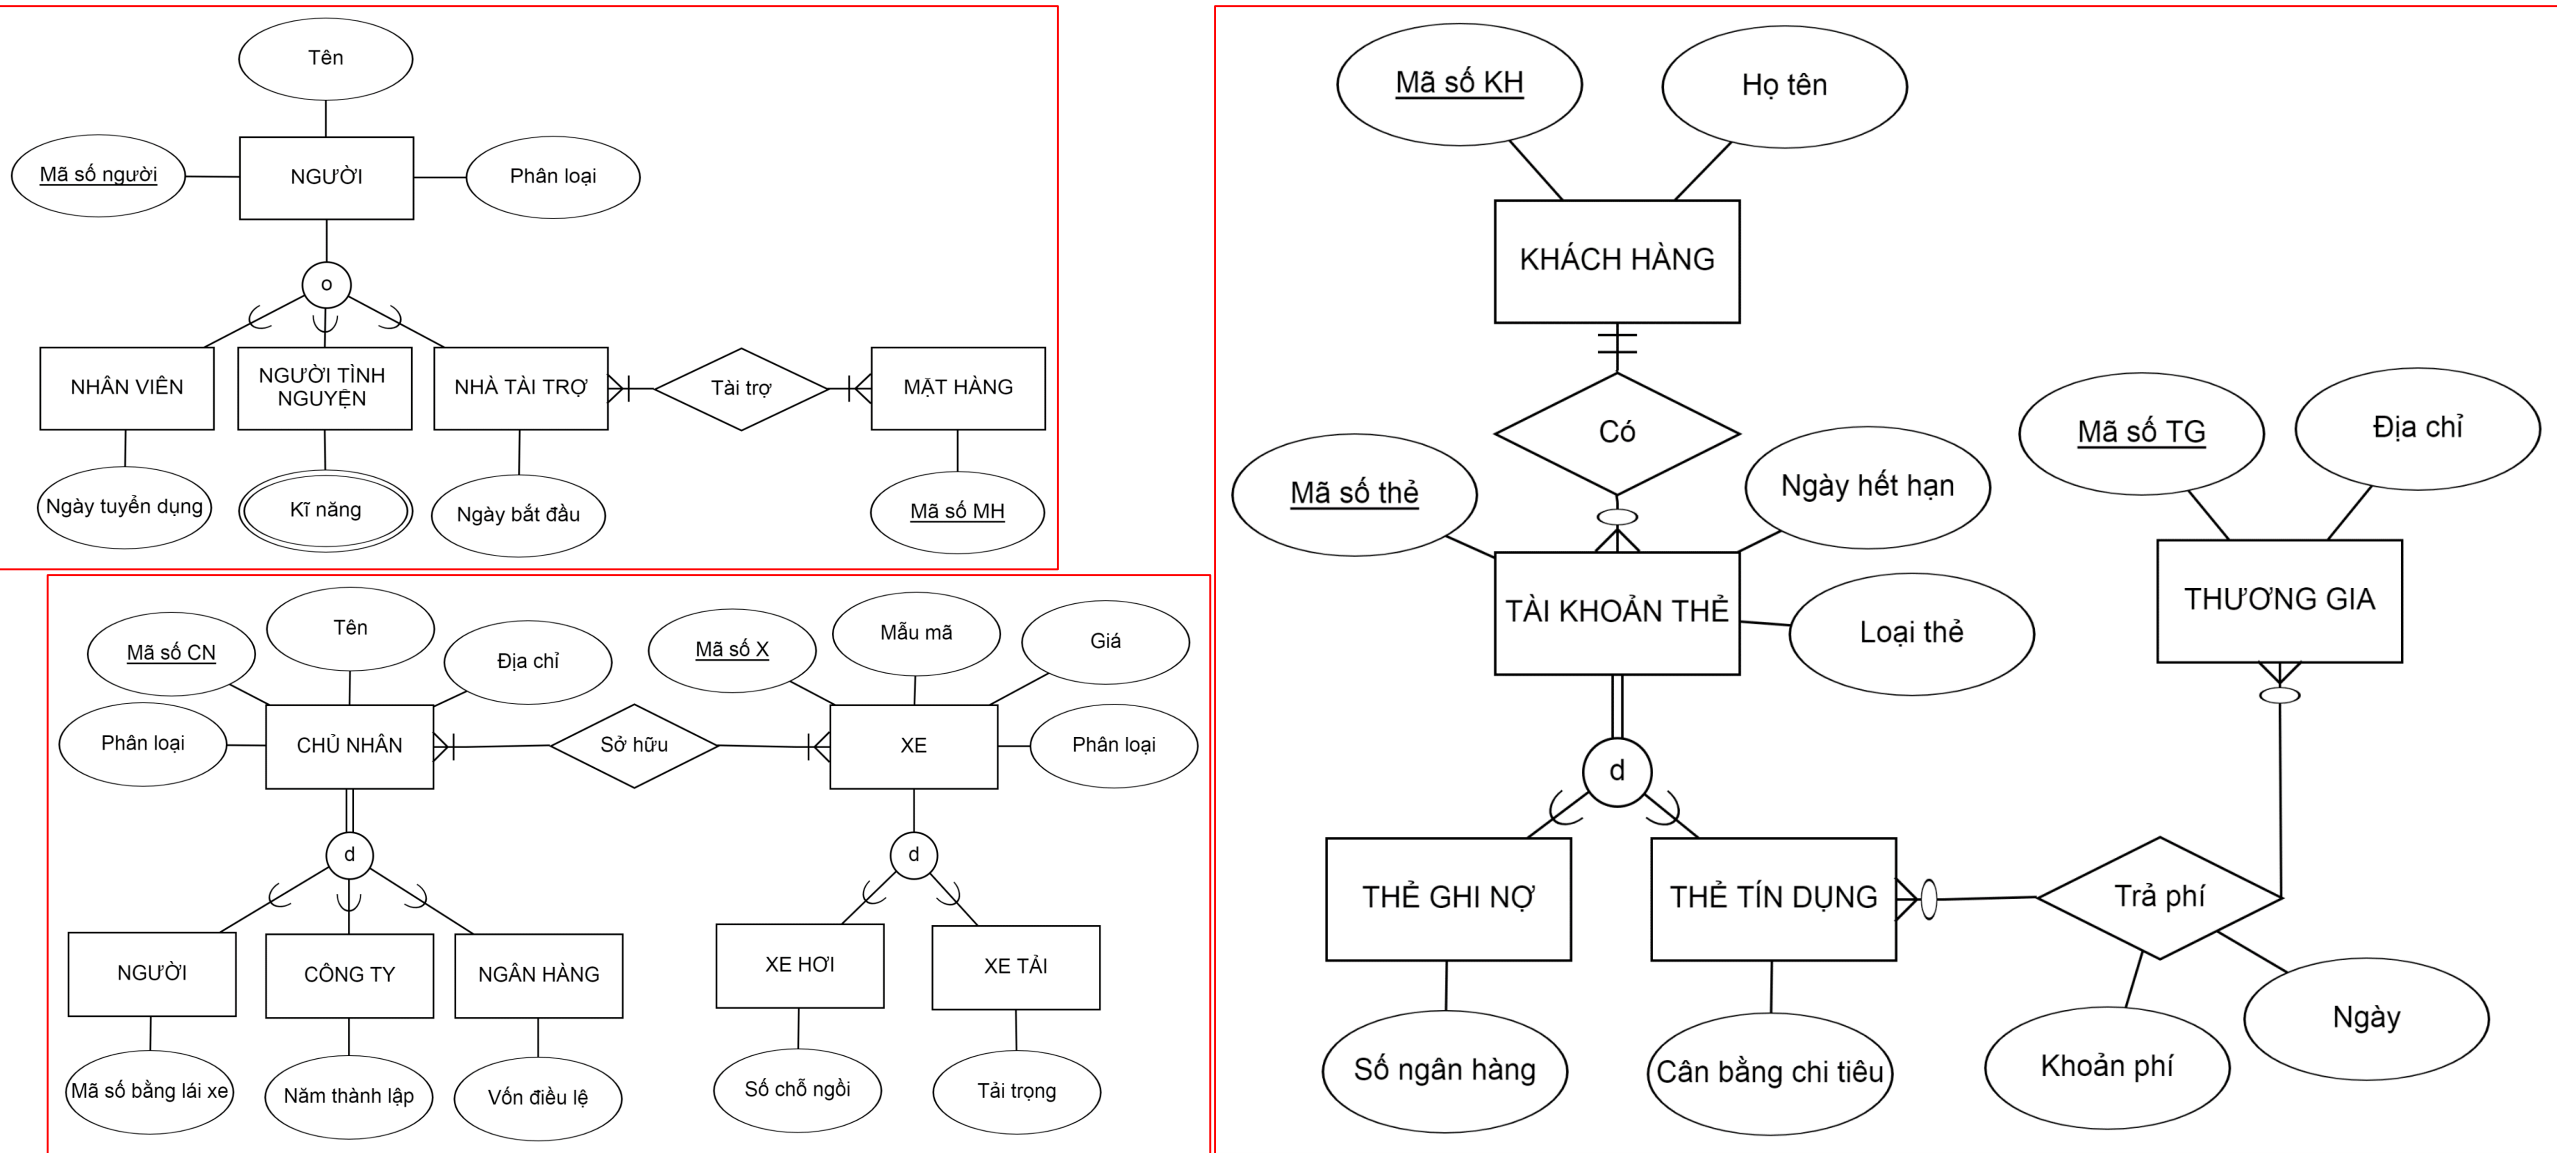 Tên
Mã số người
NGƯỜI
Phân loại
o
NHÂN VIÊN
NGƯỜI TÌNH
NGUYỆN
NHÀ TÀI TRỢ
Tài trợ
MẶT HÀNG
Ngày tuyển dụng
Kĩ năng
Ngày bắt đầu
Mã số MH
Mã số CN
Tên
Địa chỉ
Phân loại
CHỦ NHÂN
Sở hữu
Mã số X
Mẫu mã
Giá
XE
Phân loại
d
d
NGƯỜI
CÔNG TY
NGÂN HÀNG
XE HƠI
XE TẢI
Mã số bằng lái xe
Năm thành lập
Vốn điều lệ
Số chỗ ngồi
Tải trọng
Mã số KH
Họ tên
KHÁCH HÀNG
Có
Mã số thẻ
Ngày hết hạn
TÀI KHOẢN THẺ
Loại thẻ
Mã số TG
Địa chỉ
THƯƠNG GIA
d
THẺ GHI NỢ
THẺ TÍN DỤNG
Trả phí
Số ngân hàng
Cân bằng chi tiêu
Khoản phí
Ngày